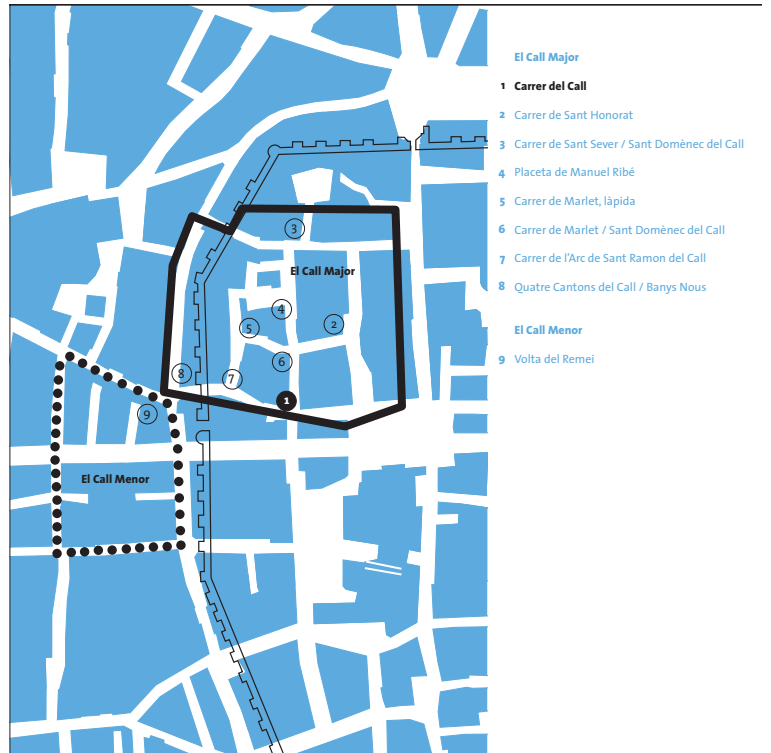 El Call Major
1 Carrer del Call
2 Carrer de Sant Honorat
3 Carrer de Sant Sever / Sant Domènec del Call
4 Placeta de Manuel Ribé
5 Carrer de Marlet, làpida
6 Carrer de Marlet / Sant Domènec del Call
7 Carrer de l'Arc de Sant Ramon del Call
8 Quatre Cantons del Call / Banys Nous
El Call Menor
9 Volta del Remei
3
El Call Major
4
5
2
6
8
7
1
9
El Call Menor